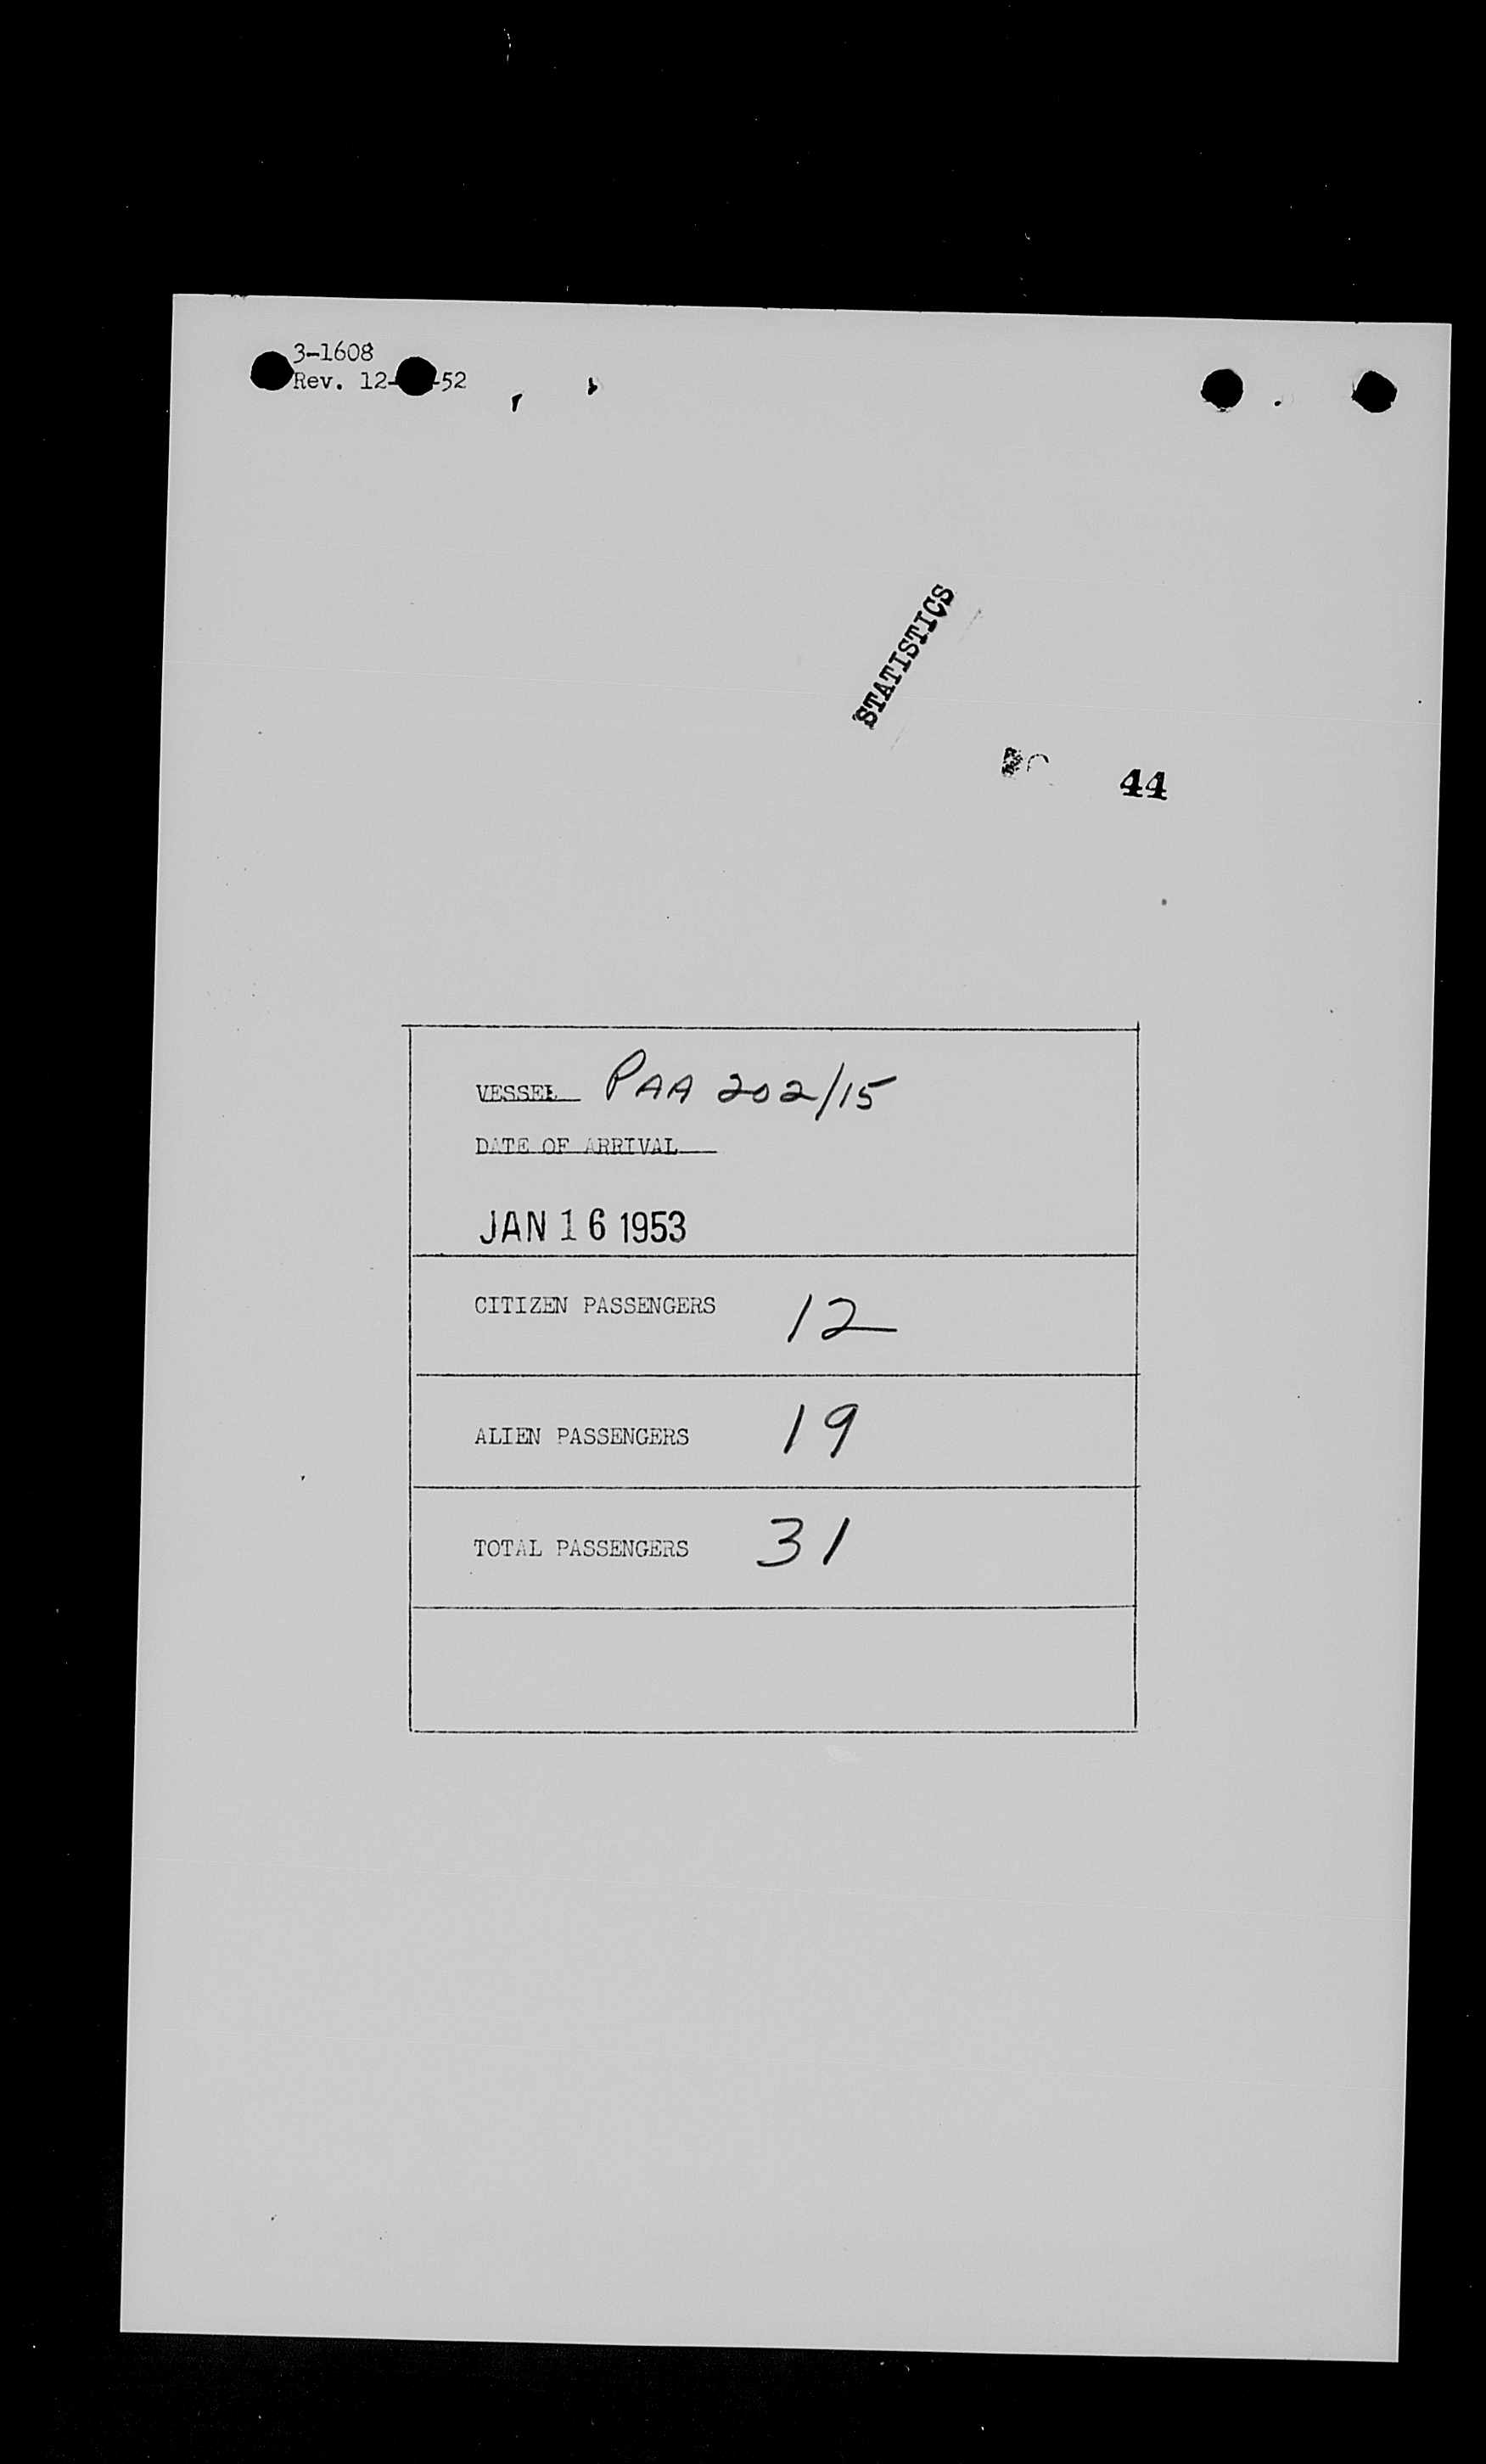 3-1608
Rev. 12- -52
STATISTICS
44
VESSEL PAA 202/15
DATE OF ARRIVAL
JAN 16 1953
CITIZEN PASSENGERS 12
ALIEN PASSENGERS 19
TOTAL PASSENGERS 31